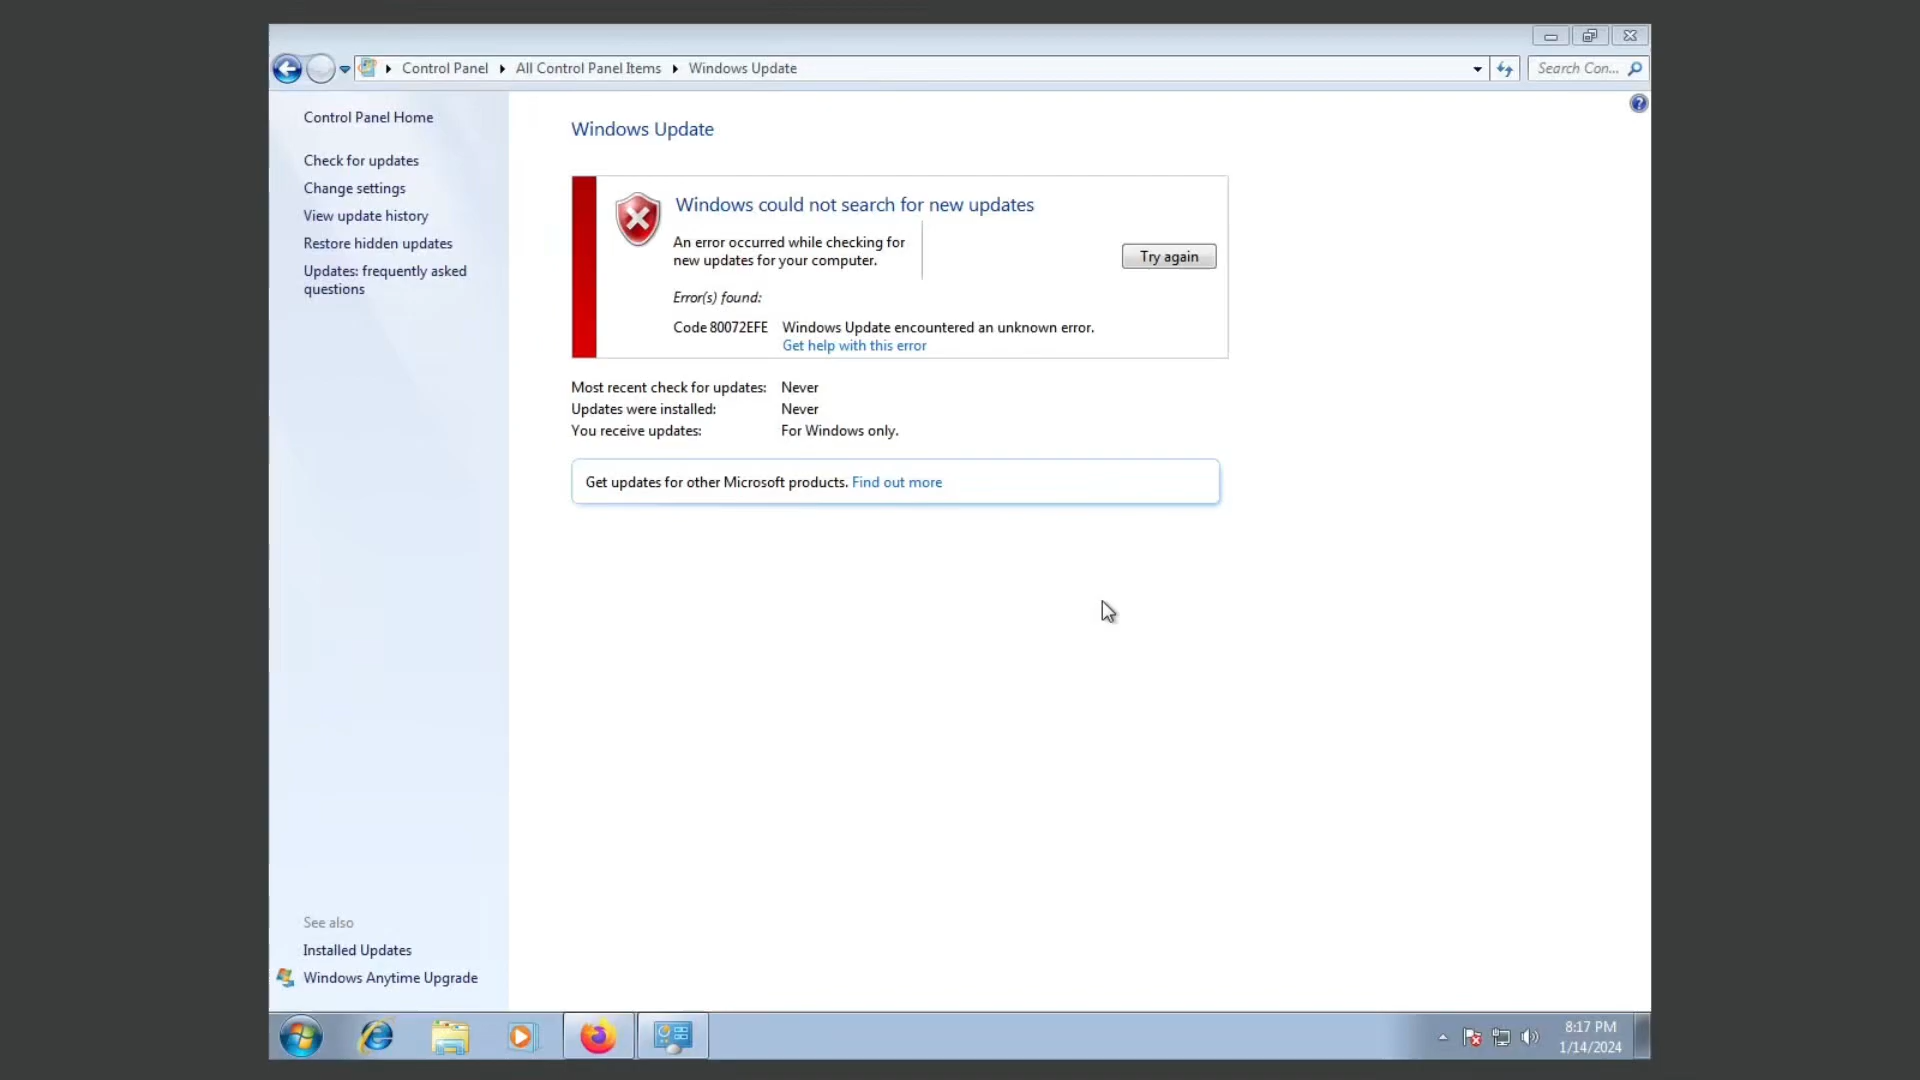 Control Panel
All Control Panel Items
Windows Update
Search Con...
Control Panel Home
Check for updates
Change settings
View update history
Restore hidden updates
Updates: frequently asked
questions
Windows Update
Windows could not search for new updates
An error occurred while checking for
new updates for your computer.
Try again
Error(s) found:
Code 80072EFE Windows Update encountered an unknown error.
Get help with this error
Most recent check for updates: Never
Updates were installed: Never
You receive updates: For Windows only.
Get updates for other Microsoft products. Find out more
See also
Installed Updates
Windows Anytime Upgrade
8:17 PM
1/14/2024